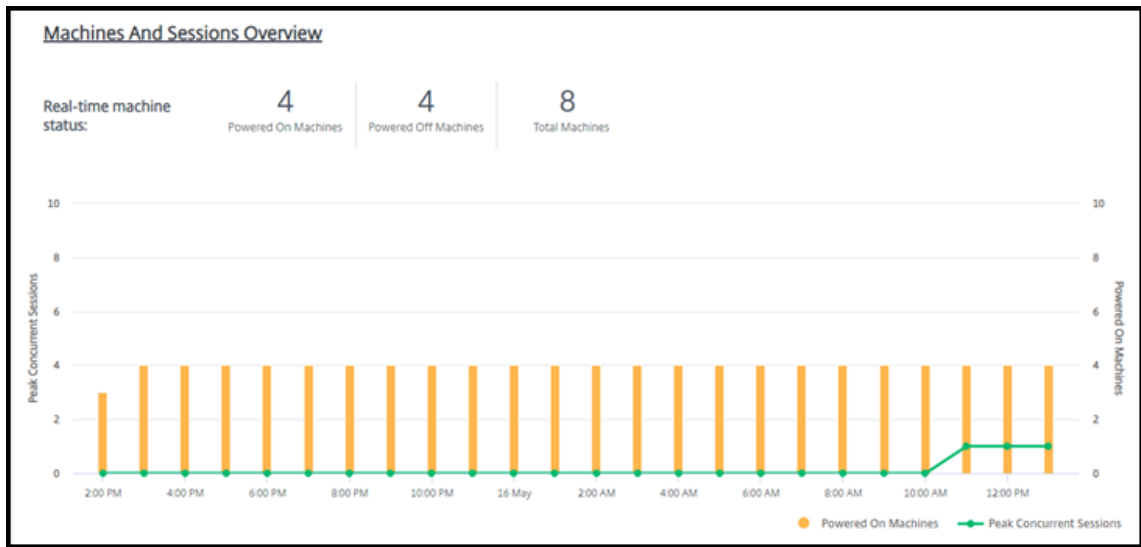 Machines And Sessions Overview
Real-time machine
status:
4
Powered On Machines
4
Powered Off Machines
8
Total Machines
10
8
6
4
2
0
Peak Concurrent Sessions
10
8
6
4
2
0
Powered On Machines
2:00 PM 4:00 PM 6:00 PM 8:00 PM 10:00 PM 16 May 2:00 AM 4:00 AM 6:00 AM 8:00 AM 10:00 AM 12:00 PM
Powered On Machines Peak Concurrent Sessions